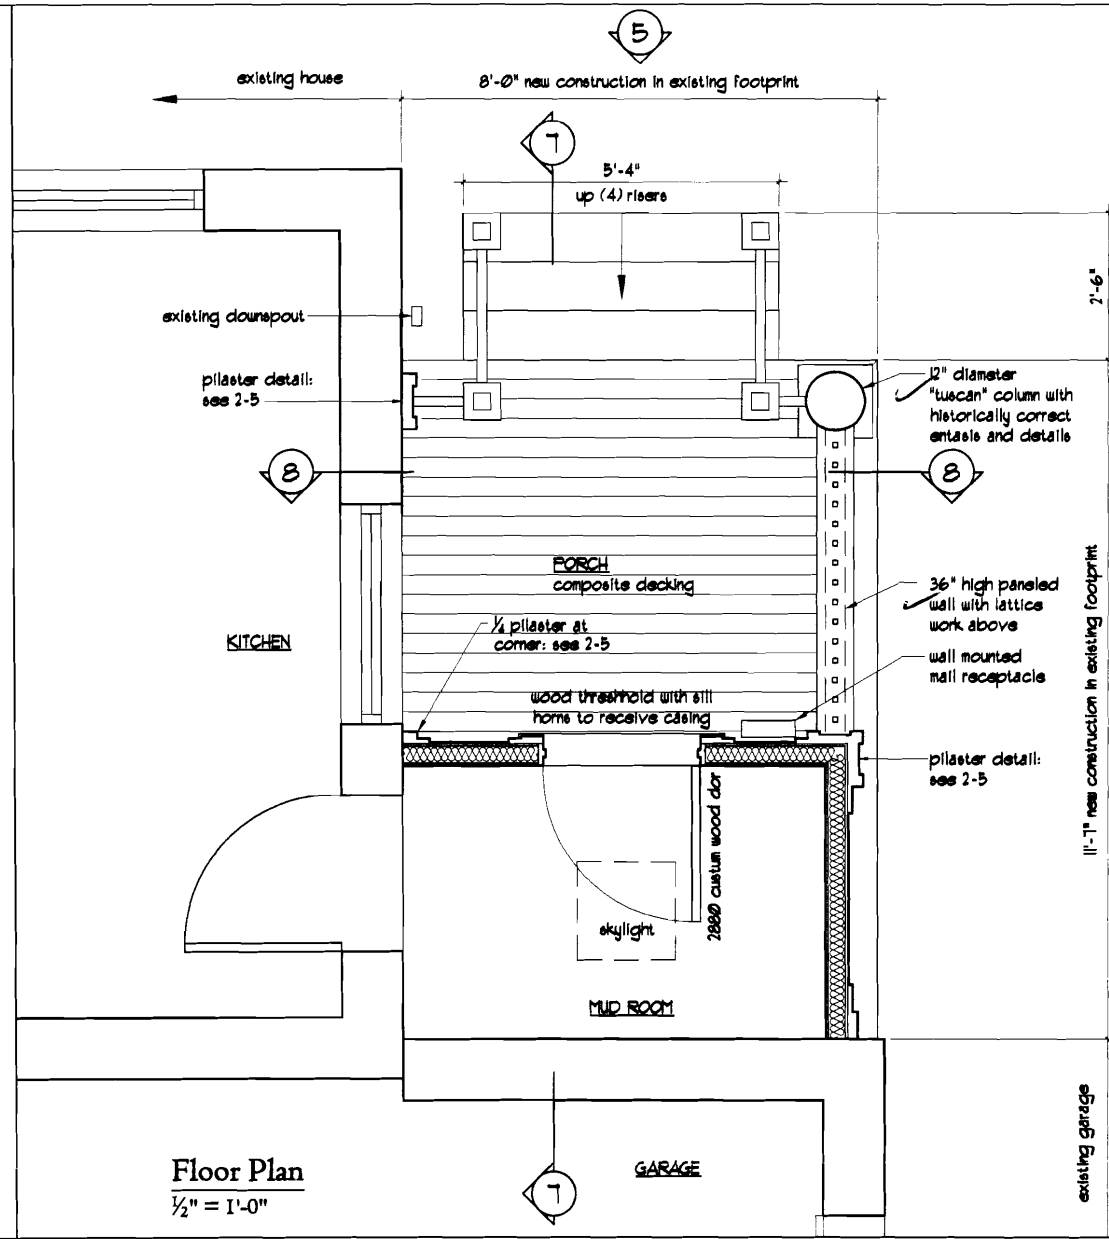 5
existing house
8'-0" new construction in existing footprint
7
5'-4"
up (4) risers
2'-6"
existing downspout
pilaster detail:
see 2-5
12" diameter
"tuscan" column with
historically correct
entasis and details
8
8
PORCH
composite decking
36" high paneled
wall with lattice
work above
KITCHEN
1/4 pilaster at
corner: see 2-5
wall mounted
mail receptacle
wood threshhold with sill
horns to receive casing
11'-7" new construction in existing footprint
pilaster detail:
see 2-5
2880 custum wood dor
skylight
MUD ROOM
existing garage
Floor Plan
½" = 1'-0"
GARAGE
7